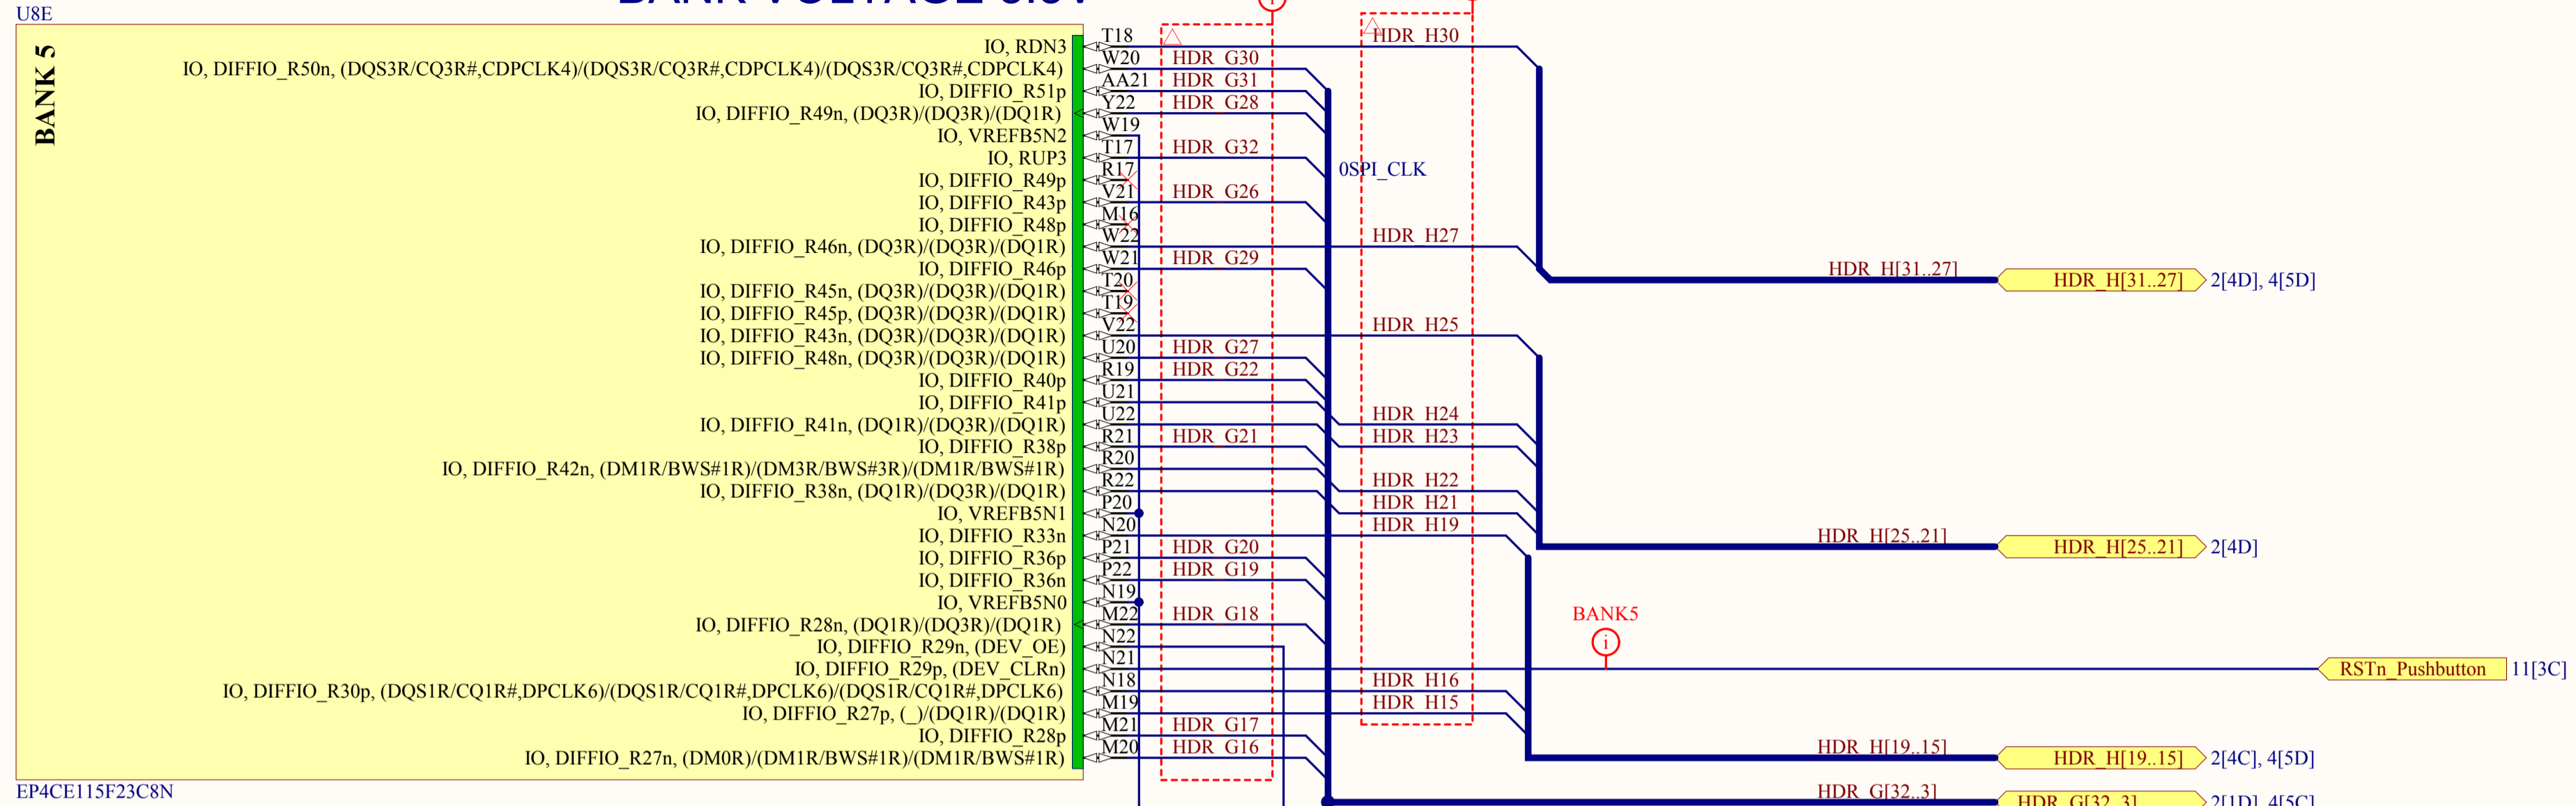 BANK VOLTAGE 3.3V
U8E
BANK 5
IO, RDN3 T18 HDR_H30
IO, DIFFIO_R50n, (DQS3R/CQ3R#,CDPCLK4)/(DQS3R/CQ3R#,CDPCLK4)/(DQS3R/CQ3R#,CDPCLK4) W20 HDR_G30
IO, DIFFIO_R51p AA21 HDR_G31
IO, DIFFIO_R49n, (DQ3R)/(DQ3R)/(DQ1R) Y22 HDR_G28
IO, VREFB5N2 W19
IO, RUP3 T17 HDR_G32
0SPI_CLK
IO, DIFFIO_R49p R17
IO, DIFFIO_R43p V21 HDR_G26
IO, DIFFIO_R48p M16
IO, DIFFIO_R46n, (DQ3R)/(DQ3R)/(DQ1R) W22 HDR_H27
IO, DIFFIO_R46p W21 HDR_G29
HDR_H[31..27] HDR_H[31..27] 2[4D], 4[5D]
IO, DIFFIO_R45n, (DQ3R)/(DQ3R)/(DQ1R) T20
IO, DIFFIO_R45p, (DQ3R)/(DQ3R)/(DQ1R) T19
IO, DIFFIO_R43n, (DQ3R)/(DQ3R)/(DQ1R) V22 HDR_H25
IO, DIFFIO_R48n, (DQ3R)/(DQ3R)/(DQ1R) U20 HDR_G27
IO, DIFFIO_R40p R19 HDR_G22
IO, DIFFIO_R41p U21 HDR_H24
IO, DIFFIO_R41n, (DQ1R)/(DQ3R)/(DQ1R) U22 HDR_H23
IO, DIFFIO_R38p R21 HDR_G21
IO, DIFFIO_R42n, (DM1R/BWS#1R)/(DM3R/BWS#3R)/(DM1R/BWS#1R) R20 HDR_H22
IO, DIFFIO_R38n, (DQ1R)/(DQ3R)/(DQ1R) R22 HDR_H21
IO, VREFB5N1 P20
IO, DIFFIO_R33n N20 HDR_H19
HDR_H[25..21] HDR_H[25..21] 2[4D]
IO, DIFFIO_R36p P21 HDR_G20
IO, DIFFIO_R36n P22 HDR_G19
IO, VREFB5N0 N19
IO, DIFFIO_R28n, (DQ1R)/(DQ3R)/(DQ1R) M22 HDR_G18
BANK5
i
IO, DIFFIO_R29n, (DEV_OE) N22
IO, DIFFIO_R29p, (DEV_CLRn) N21 RSTn_Pushbutton 11[3C]
IO, DIFFIO_R30p, (DQS1R/CQ1R#,DPCLK6)/(DQS1R/CQ1R#,DPCLK6)/(DQS1R/CQ1R#,DPCLK6) N18 HDR_H16
IO, DIFFIO_R27p, (_)/(DQ1R)/(DQ1R) M19 HDR_H15
IO, DIFFIO_R28p M21 HDR_G17
IO, DIFFIO_R27n, (DM0R)/(DM1R/BWS#1R)/(DM1R/BWS#1R) M20 HDR_G16
HDR_H[19..15] HDR_H[19..15] 2[4C], 4[5D]
EP4CE115F23C8N
HDR_G[32..3] HDR_G[32..3] 2[1D], 4[5C]